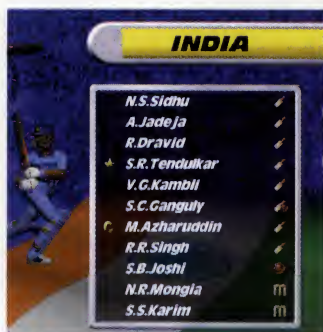 INDIA
N.S.Sidhu
A.Jadeja
R.Dravid
S.R.Tendulkar
V.G.Kambli
S.C.Ganguly
C M.Azharuddin
R.R.Singh
S.B.Joshi
N.R.Mongia
S.S.Karim